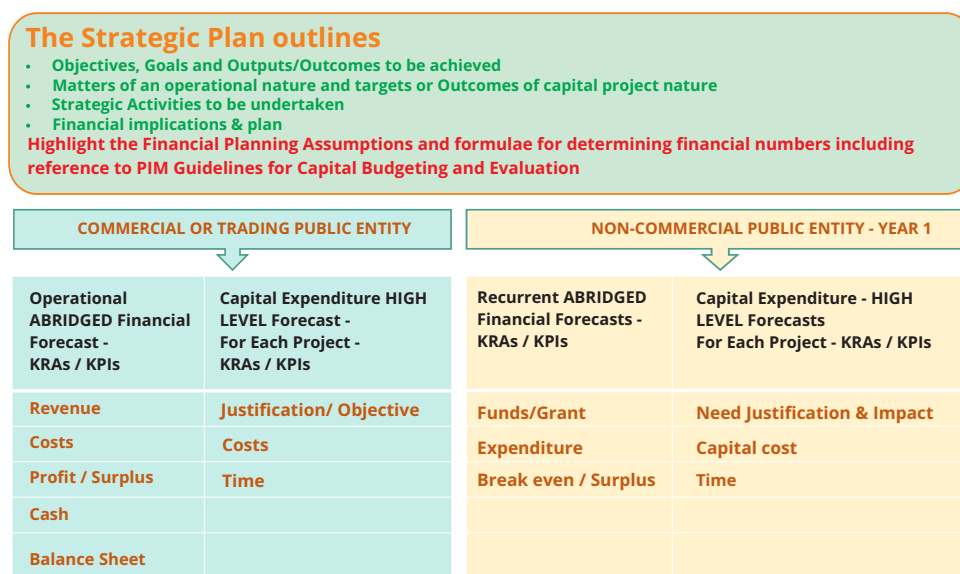 The Strategic Plan outlines
• Objectives, Goals and Outputs/Outcomes to be achieved
• Matters of an operational nature and targets or Outcomes of capital project nature
• Strategic Activities to be undertaken
• Financial implications & plan
Highlight the Financial Planning Assumptions and formulae for determining financial numbers including
reference to PIM Guidelines for Capital Budgeting and Evaluation
COMMERCIAL OR TRADING PUBLIC ENTITY
Operational
ABRIDGED Financial
Forecast -
KRAs / KPIs
Capital Expenditure HIGH
LEVEL Forecast -
For Each Project -
KRAs / KPIs
Revenue
Justification/ Objective
Costs
Costs
Profit / Surplus
Time
Cash
Balance Sheet
NON-COMMERCIAL PUBLIC ENTITY - YEAR 1
Recurrent ABRIDGED
Financial Forecasts -
KRAs / KPIs
Capital Expenditure - HIGH
LEVEL Forecasts
For Each Project - KRAs / KPIs
Funds/Grant
Need Justification & Impact
Expenditure
Capital cost
Break even / Surplus
Time